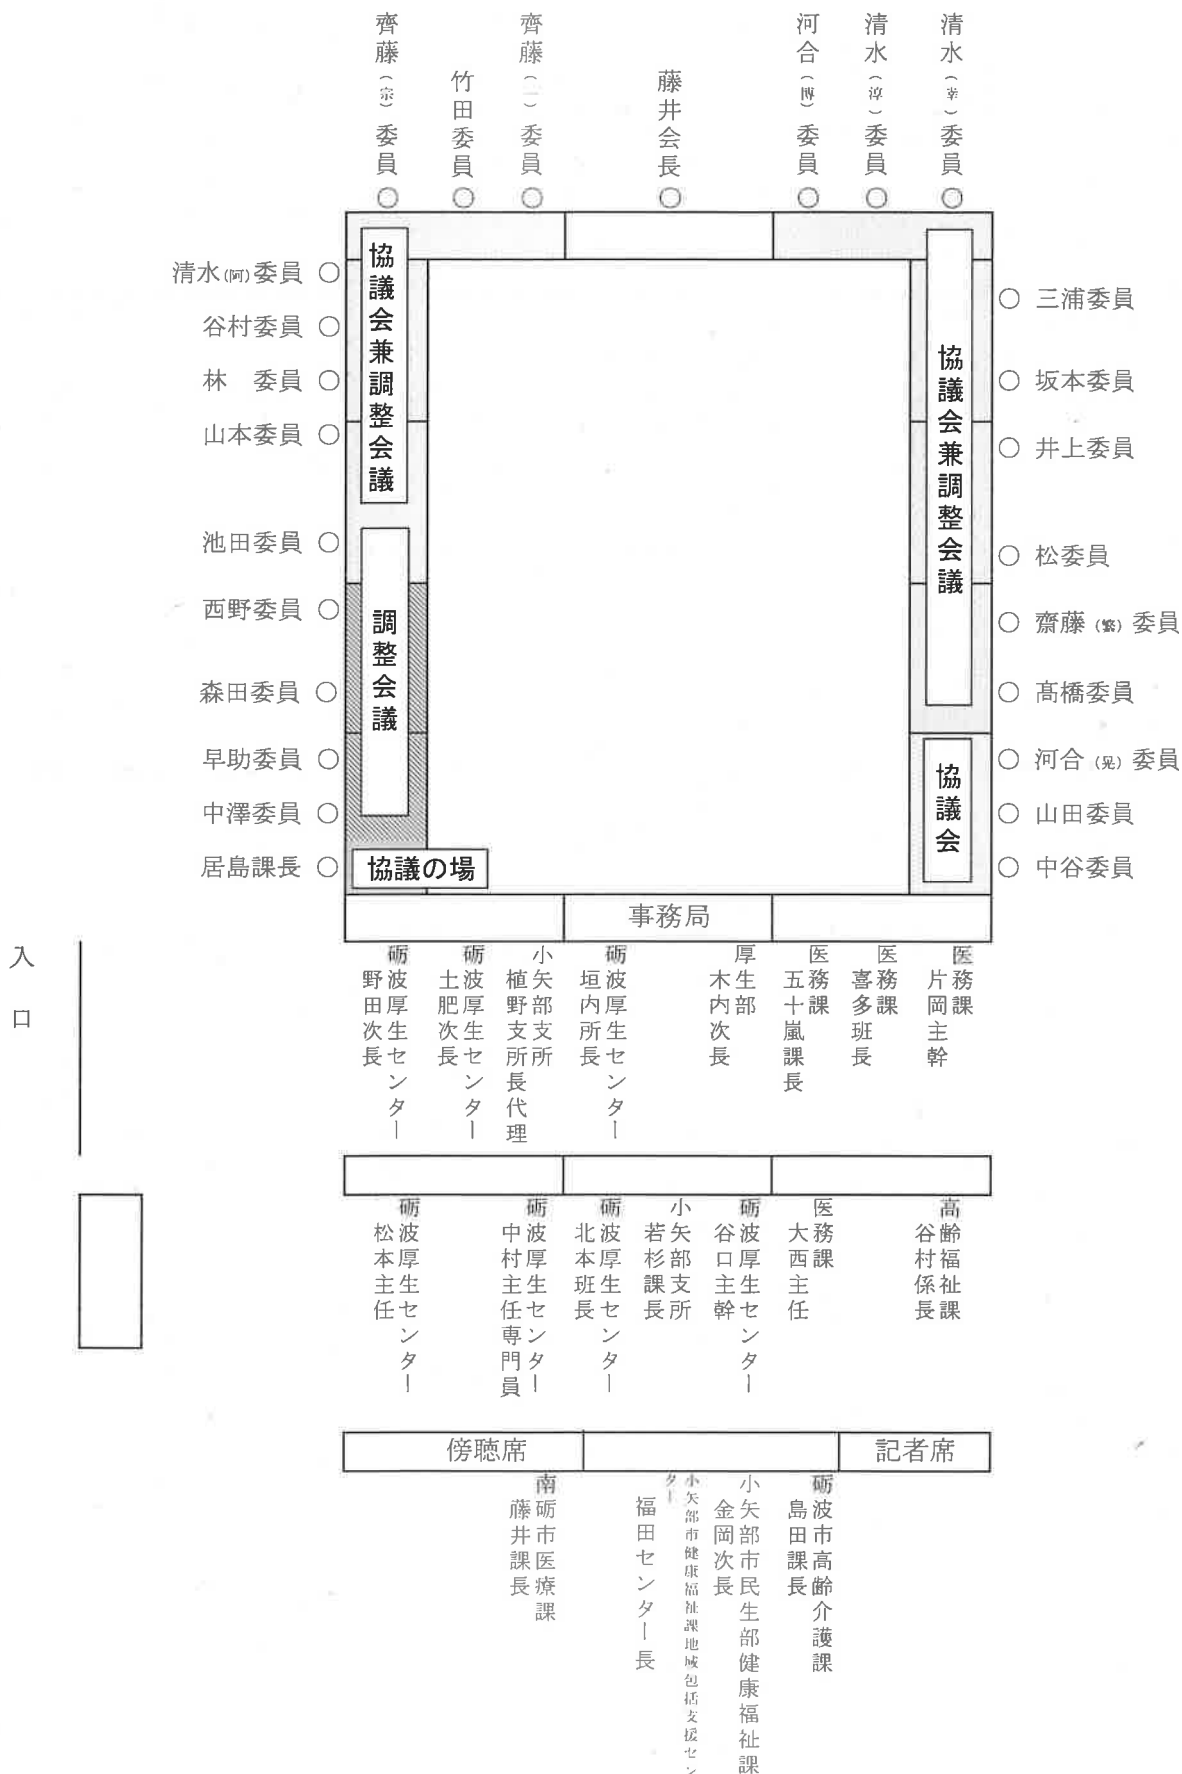 齊藤（宗）委員
竹田委員
齊藤（一）委員
藤井会長
河合（博）委員
清水（淳）委員
清水（幸）委員
清水（阿）委員
谷村委員
林　委員
山本委員
池田委員
西野委員
森田委員
早助委員
中澤委員
居島課長
協議会兼調整会議
調整会議
協議の場
協議会兼調整会議
協議会
三浦委員
坂本委員
井上委員
松委員
齋藤（繁）委員
髙橋委員
河合（晃）委員
山田委員
中谷委員
事務局
入口
砺波厚生センター
野田次長
砺波厚生センター
土肥次長
小矢部支所
植野支所長代理
砺波厚生センター
垣内所長
厚生部
木内次長
医務課
五十嵐課長
医務課
喜多班長
医務課
片岡主幹
砺波厚生センター
松本主任
砺波厚生センター
中村主任専門員
砺波厚生センター
北本班長
小矢部支所
若杉課長
砺波厚生センター
谷口主幹
医務課
大西主任
高齢福祉課
谷村係長
傍聴席
記者席
南砺市医療課
藤井課長
小矢部市健康福祉課地域包括支援セン
ター
福田センター長
小矢部市民生部健康福祉課
金岡次長
砺波市高齢介護課
島田課長